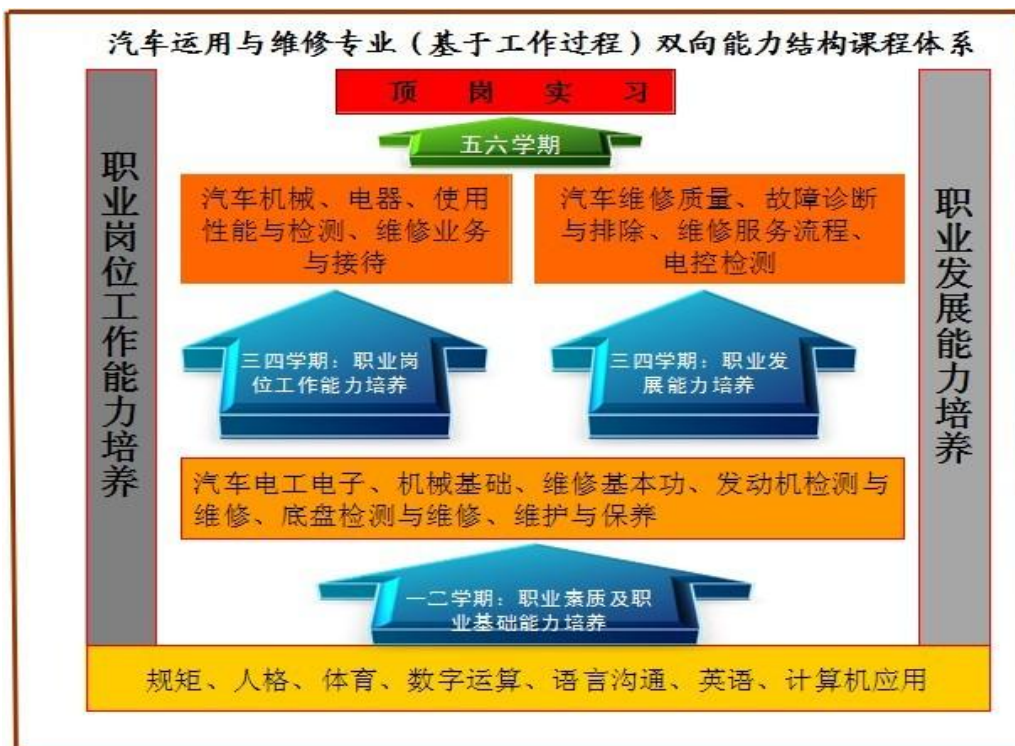 汽车运用与维修专业（基于工作过程）双向能力结构课程体系
顶岗实习
五六学期
职业岗位工作能力培养
汽车机械、电器、使用
性能与检测、维修业务
与接待
汽车维修质量、故障诊断
与排除、维修服务流程、
电控检测
职业发展能力培养
三四学期：职业岗
位工作能力培养
三四学期：职业发
展能力培养
汽车电工电子、机械基础、维修基本功、发动机检测与
维修、底盘检测与维修、维护与保养
一二学期：职业素质及职
业基础能力培养
规矩、人格、体育、数字运算、语言沟通、英语、计算机应用